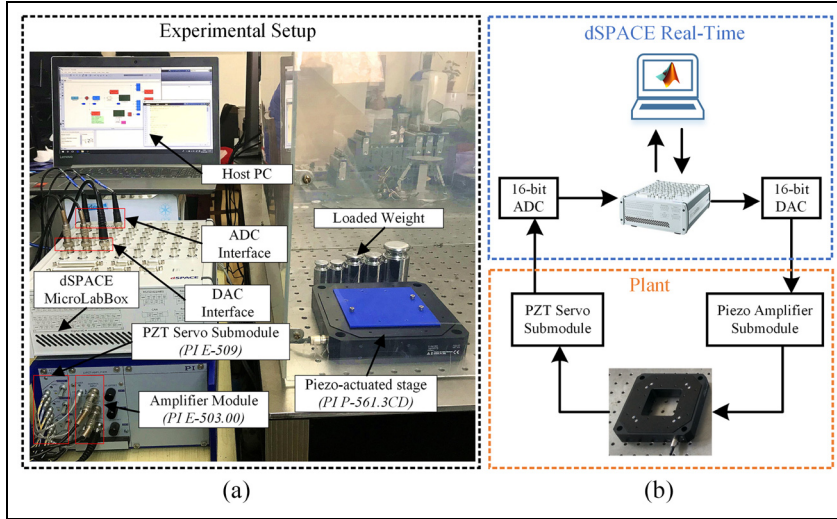 Experimental Setup
Host PC
Loaded Weight
ADC
Interface
dSPACE
MicroLabBox
dSPACE
DAC
Interface
PZT Servo Submodule
(PI E-509)
PI
Amplifier Module
(PI E-503.00)
Piezo-actuated stage
(PI P-561.3CD)
(a)
dSPACE Real-Time
16-bit
ADC
16-bit
DAC
Plant
PZT Servo
Submodule
Piezo Amplifier
Submodule
(b)